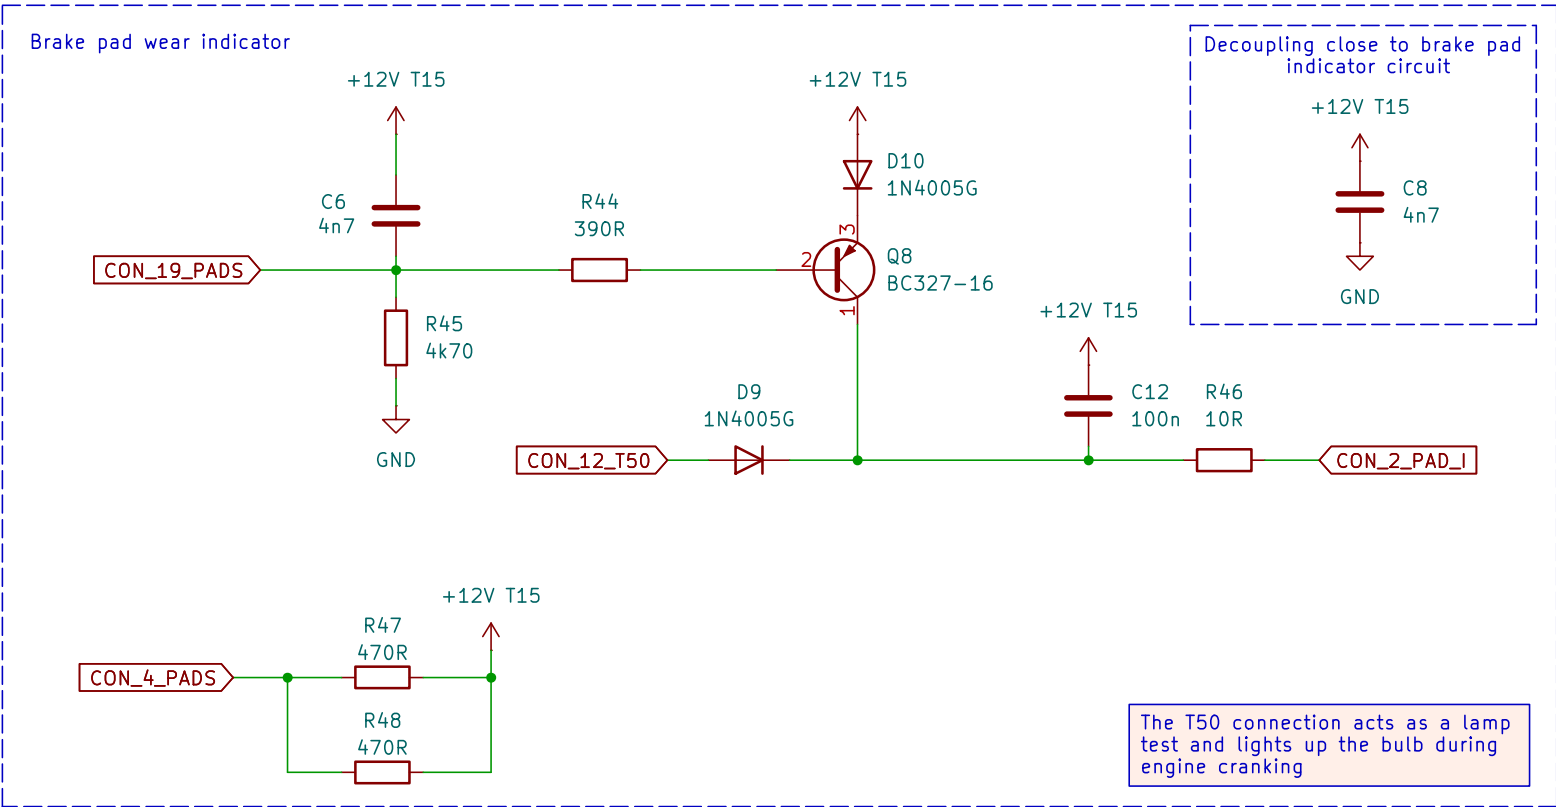 Brake pad wear indicator
Decoupling close to brake pad
indicator circuit
+12V T15
+12V T15
+12V T15
D10
1N4005G
C8
4n7
C6
4n7
R44
390R
3
2
Q8
BC327-16
1
CON_19_PADS
GND
+12V T15
R45
4k70
D9
1N4005G
C12
100n
R46
10R
GND
CON_12_T50
CON_2_PAD_I
+12V T15
R47
470R
CON_4_PADS
R48
470R
The T50 connection acts as a lamp
test and lights up the bulb during
engine cranking